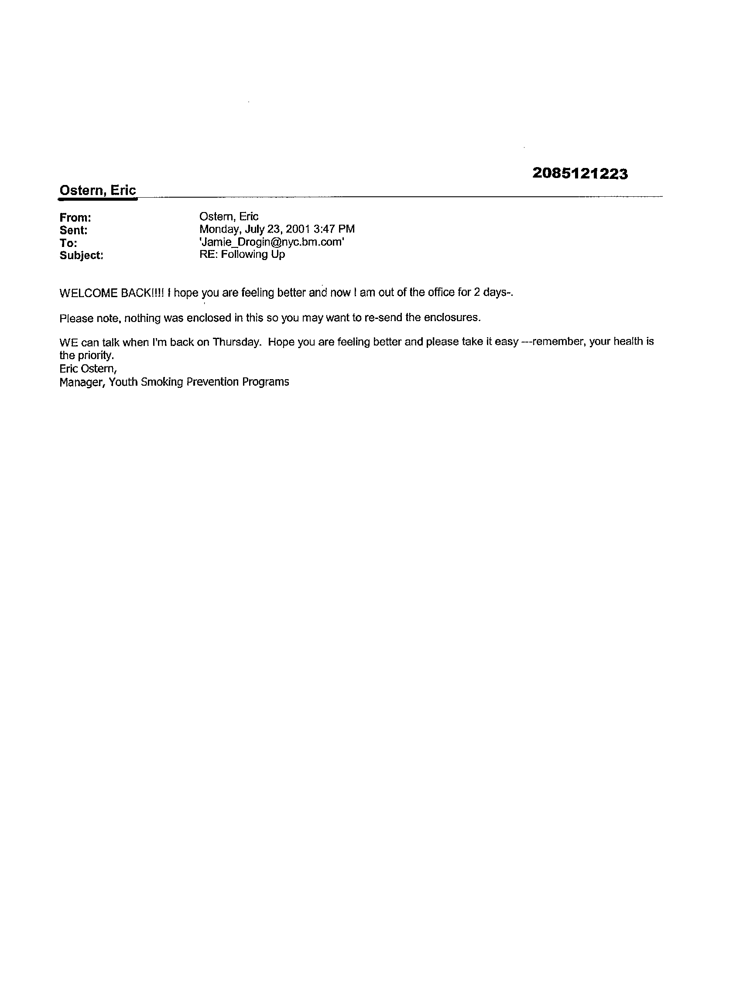 2085121223
Ostern, Eric
From: Ostern, Eric
Sent: Monday, July 23, 2001 3:47 PM
To: 'Jamie_Drogin@nyc.bm.com'
Subject: RE: Following Up
WELCOME BACK!!!! I hope you are feeling better and now I am out of the office for 2 days-.
Please note, nothing was enclosed in this so you may want to re-send the enclosures.
WE can talk when I'm back on Thursday.  Hope you are feeling better and please take it easy ---remember, your health is
the priority.
Eric Ostern,
Manager, Youth Smoking Prevention Programs